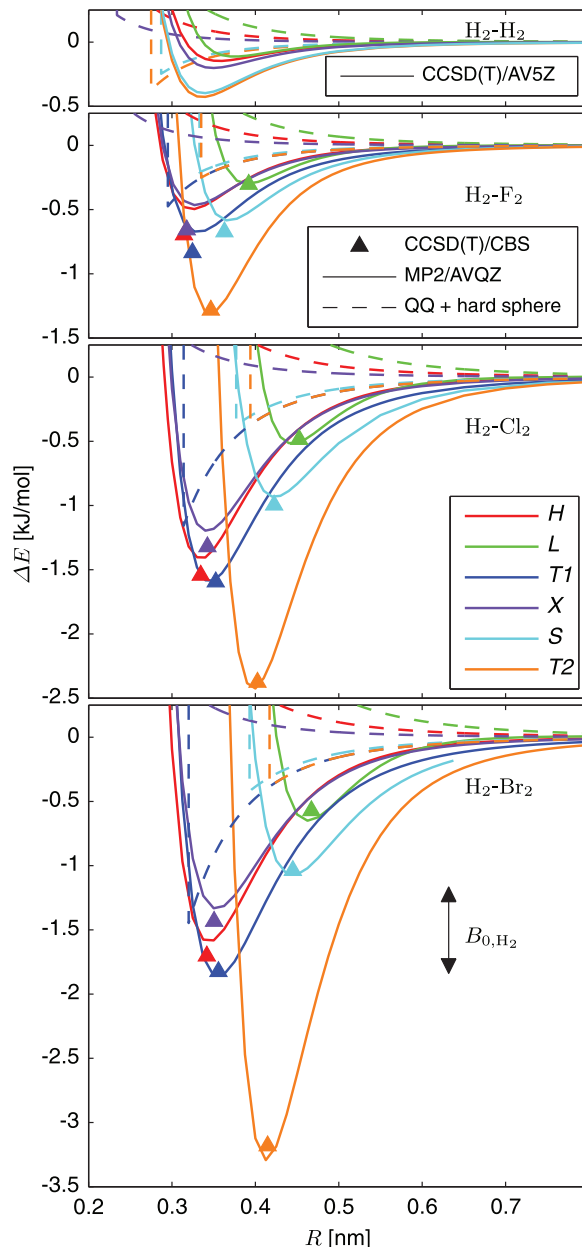 0
-0.5
H₂-H₂
CCSD(T)/AV5Z
0
-0.5
-1
-1.5
H₂-F₂
CCSD(T)/CBS
MP2/AVQZ
QQ + hard sphere
0
-0.5
-1
-1.5
-2
-2.5
ΔE [kJ/mol]
H₂-Cl₂
H
L
T1
X
S
T2
0
-0.5
-1
-1.5
-2
-2.5
-3
-3.5
H₂-Br₂
B₀,H₂
0.2 0.3 0.4 0.5 0.6 0.7
R [nm]